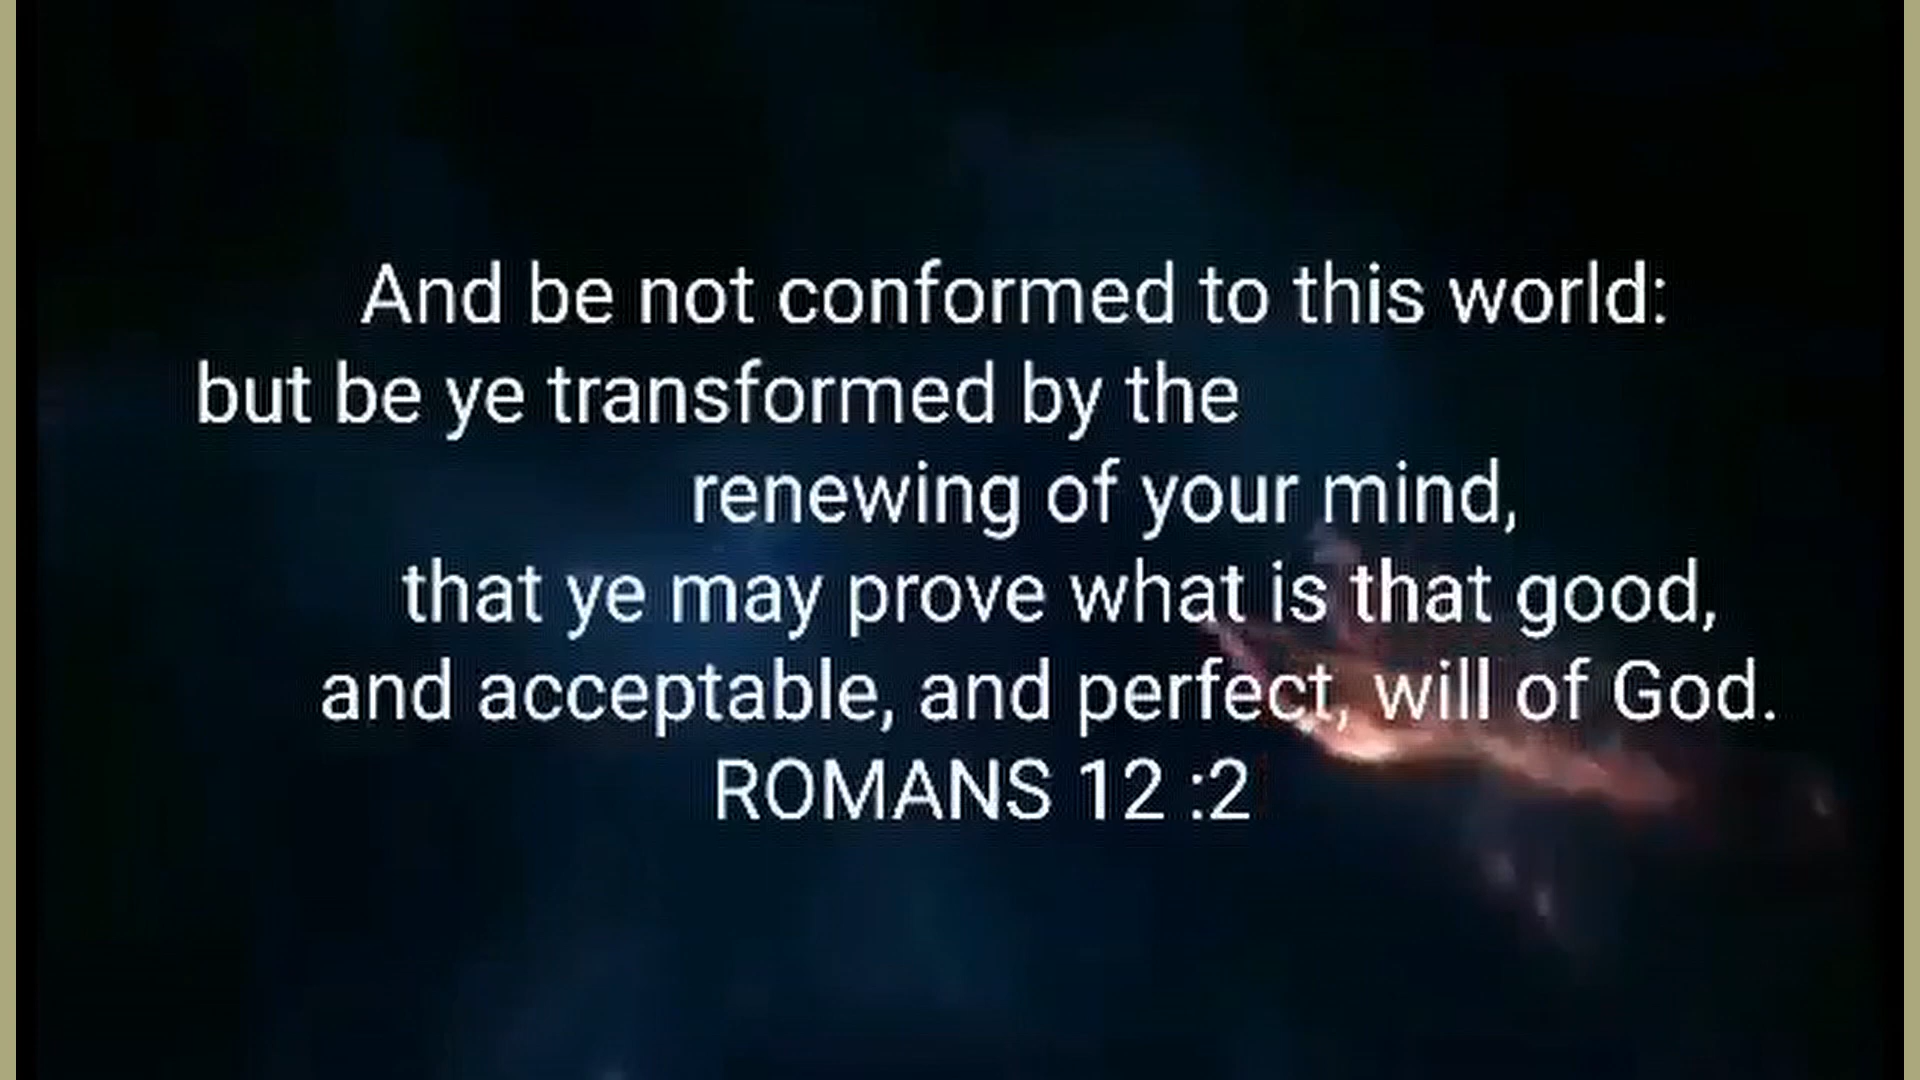 And be not conformed to this world:
but be ye transformed by the
renewing of your mind,
that ye may prove what is that good,
and acceptable, and perfect, will of God.
ROMANS 12 :2